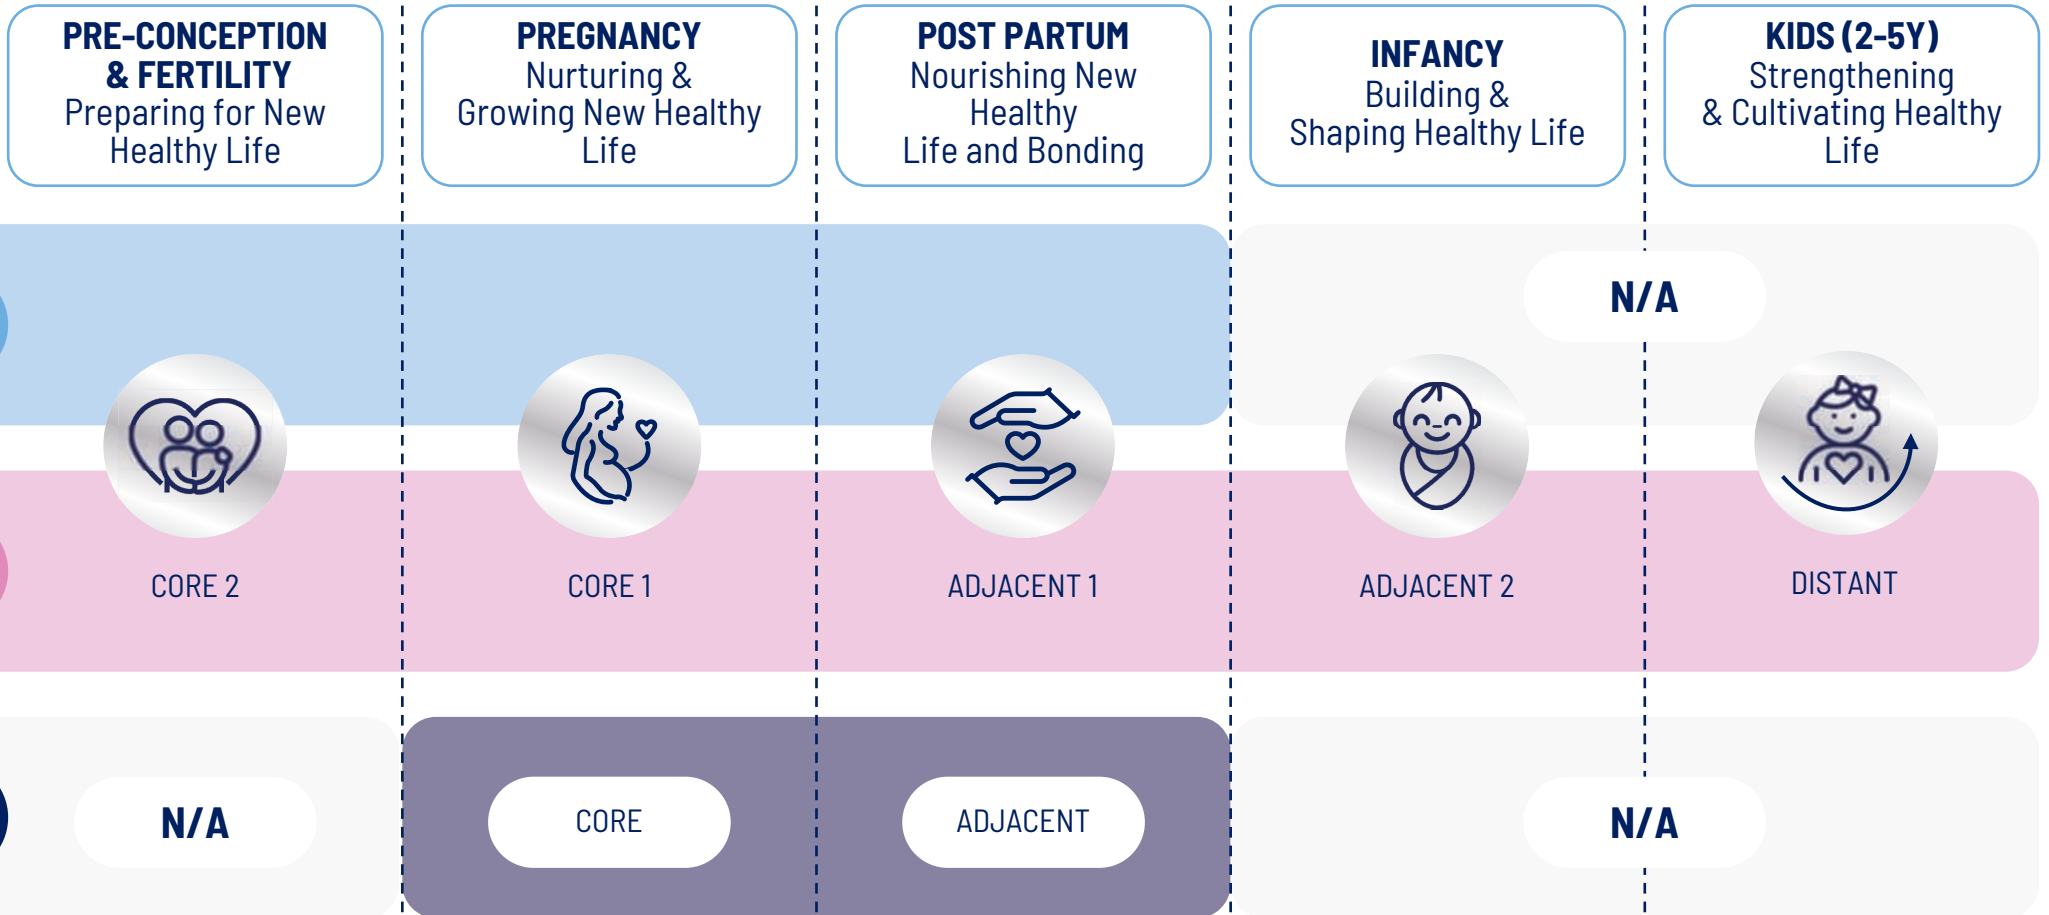 PRE-CONCEPTION
& FERTILITY
Preparing for New
Healthy Life
PREGNANCY
Nurturing &
Growing New Healthy
Life
POST PARTUM
Nourishing New
Healthy
Life and Bonding
INFANCY
Building &
Shaping Healthy Life
KIDS (2-5Y)
Strengthening
& Cultivating Healthy
Life
N/A
CORE 2
CORE 1
ADJACENT 1
ADJACENT 2
DISTANT
N/A
CORE
ADJACENT
N/A